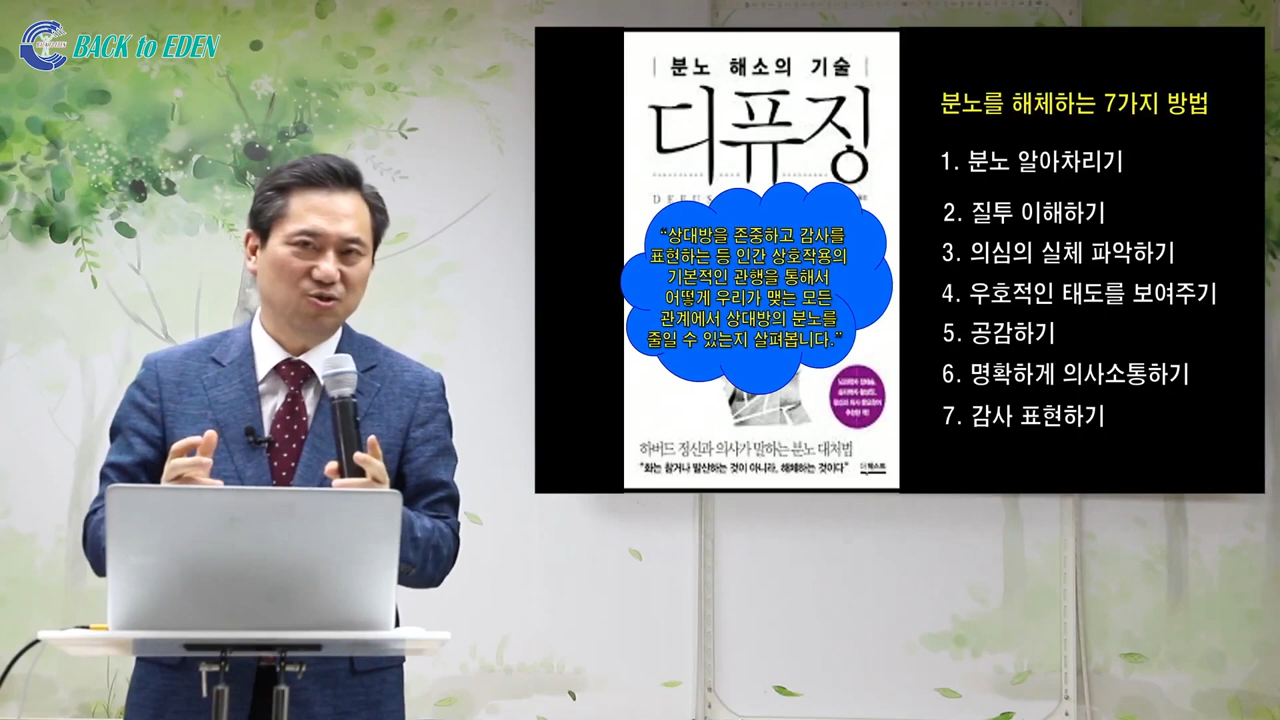 BACK to EDEN
분노 해소의 기술
디퓨징
DEFUS
“상대방을 존중하고 감사를
표현하는 등 인간 상호작용의
기본적인 관행을 통해서
어떻게 우리가 맺는 모든
관계에서 상대방의 분노를
줄일 수 있는지 살펴봅니다.”
하버드 정신과 의사가 말하는 분노 대처법
“화는 참거나 발산하는 것이 아니라, 해체하는 것이다”
분노를 해체하는 7가지 방법
1. 분노 알아차리기
2. 질투 이해하기
3. 의심의 실체 파악하기
4. 우호적인 태도를 보여주기
5. 공감하기
6. 명확하게 의사소통하기
7. 감사 표현하기